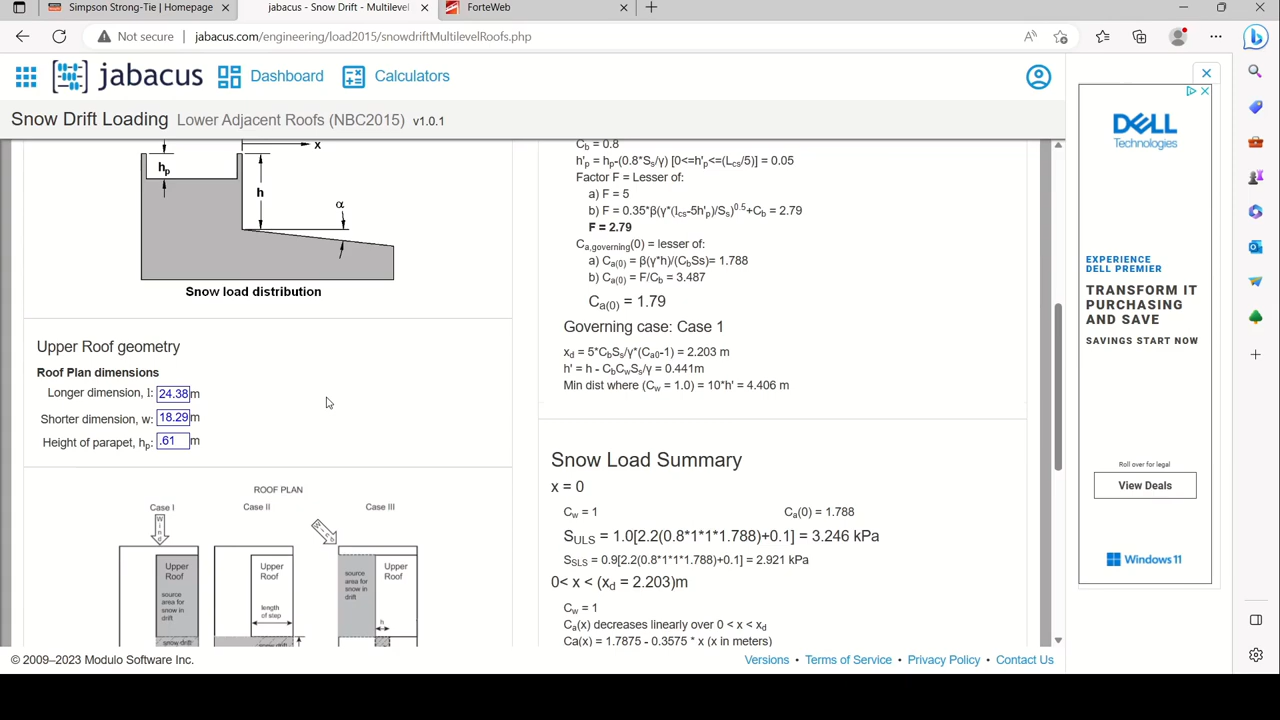 Simpson Strong-Tie | Homepage
jabacus - Snow Drift - Multilevel
ForteWeb
Not secure
jabacus.com/engineering/load2015/snowdriftMultilevelRoofs.php
jabacus
Dashboard
Calculators
Snow Drift Loading Lower Adjacent Roofs (NBC2015) v1.0.1
x
hp
h
α
Snow load distribution
Upper Roof geometry
Roof Plan dimensions
Longer dimension, l: 24.38 m
Shorter dimension, w: 18.29 m
Height of parapet, hp: .61 m
ROOF PLAN
Case I
Case II
Case III
Wind
Wind
Upper Roof
source area for snow in drift
snow drift
Upper Roof
length of step
source area for snow in drift
Upper Roof
h
Cb = 0.8
h'p = hp-(0.8*Ss/γ) [0<=h'p<=(Lcs/5)] = 0.05
Factor F = Lesser of:
a) F = 5
b) F = 0.35*β(γ*(lcs-5h'p)/Ss)0.5+Cb = 2.79
F = 2.79
Ca,governing(0) = lesser of:
a) Ca(0) = β(γ*h)/(CbSs)= 1.788
b) Ca(0) = F/Cb = 3.487
Ca(0) = 1.79
Governing case: Case 1
xd = 5*CbSs/γ*(Ca0-1) = 2.203 m
h' = h - CbCwSs/γ = 0.441m
Min dist where (Cw = 1.0) = 10*h' = 4.406 m
Snow Load Summary
x = 0
Cw = 1
Ca(0) = 1.788
SULS = 1.0[2.2(0.8*1*1*1.788)+0.1] = 3.246 kPa
SSLS = 0.9[2.2(0.8*1*1*1.788)+0.1] = 2.921 kPa
0< x < (xd = 2.203)m
Cw = 1
Ca(x) decreases linearly over 0 < x < xd
Ca(x) = 1.7875 - 0.3575 * x (x in meters)
DELL
Technologies
EXPERIENCE
DELL PREMIER
TRANSFORM IT
PURCHASING
AND SAVE
SAVINGS START NOW
Roll over for legal
View Deals
Windows 11
© 2009–2023 Modulo Software Inc.
Versions • Terms of Service • Privacy Policy • Contact Us